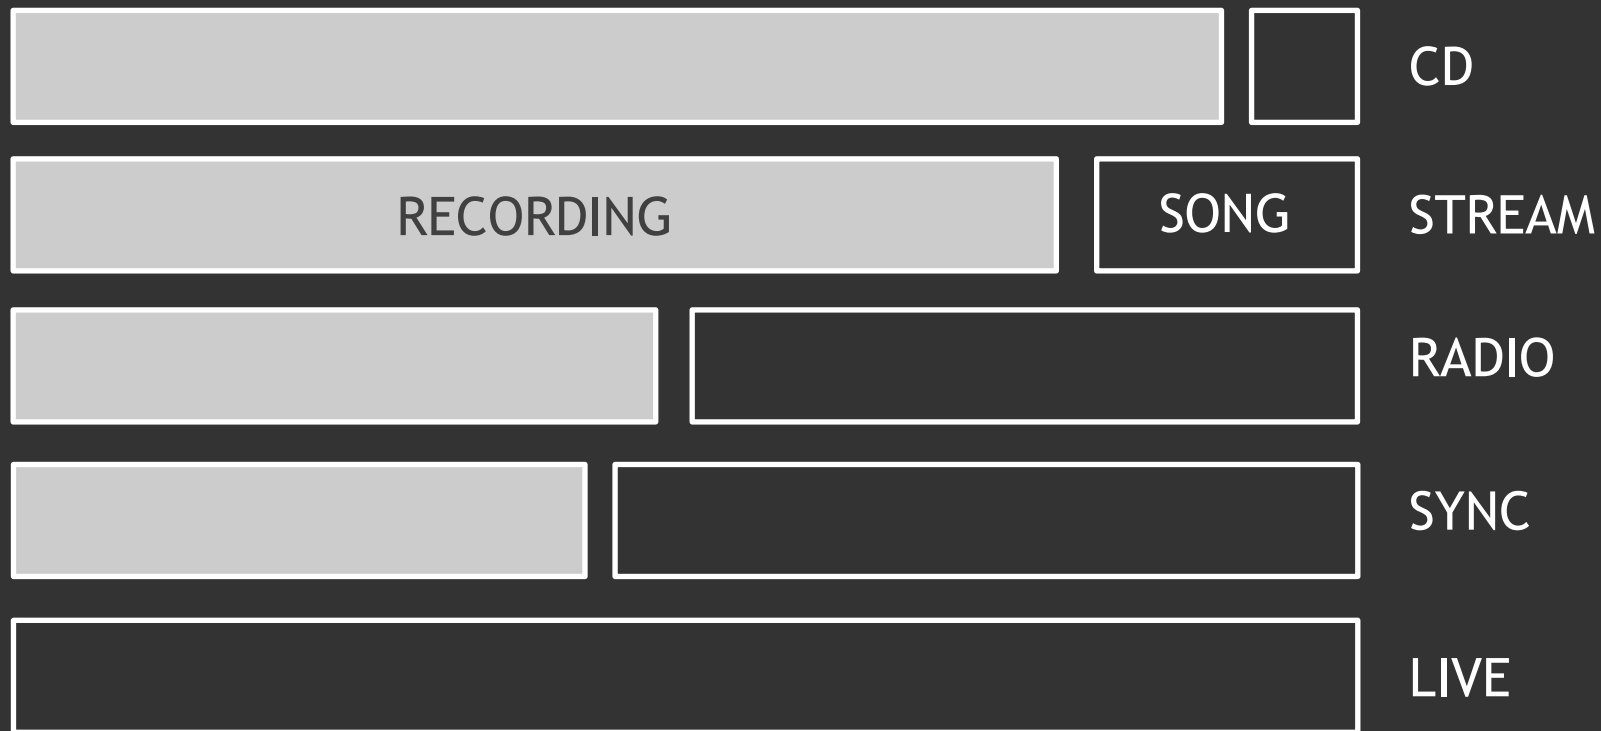 CD
RECORDING SONG STREAM
RADIO
SYNC
LIVE